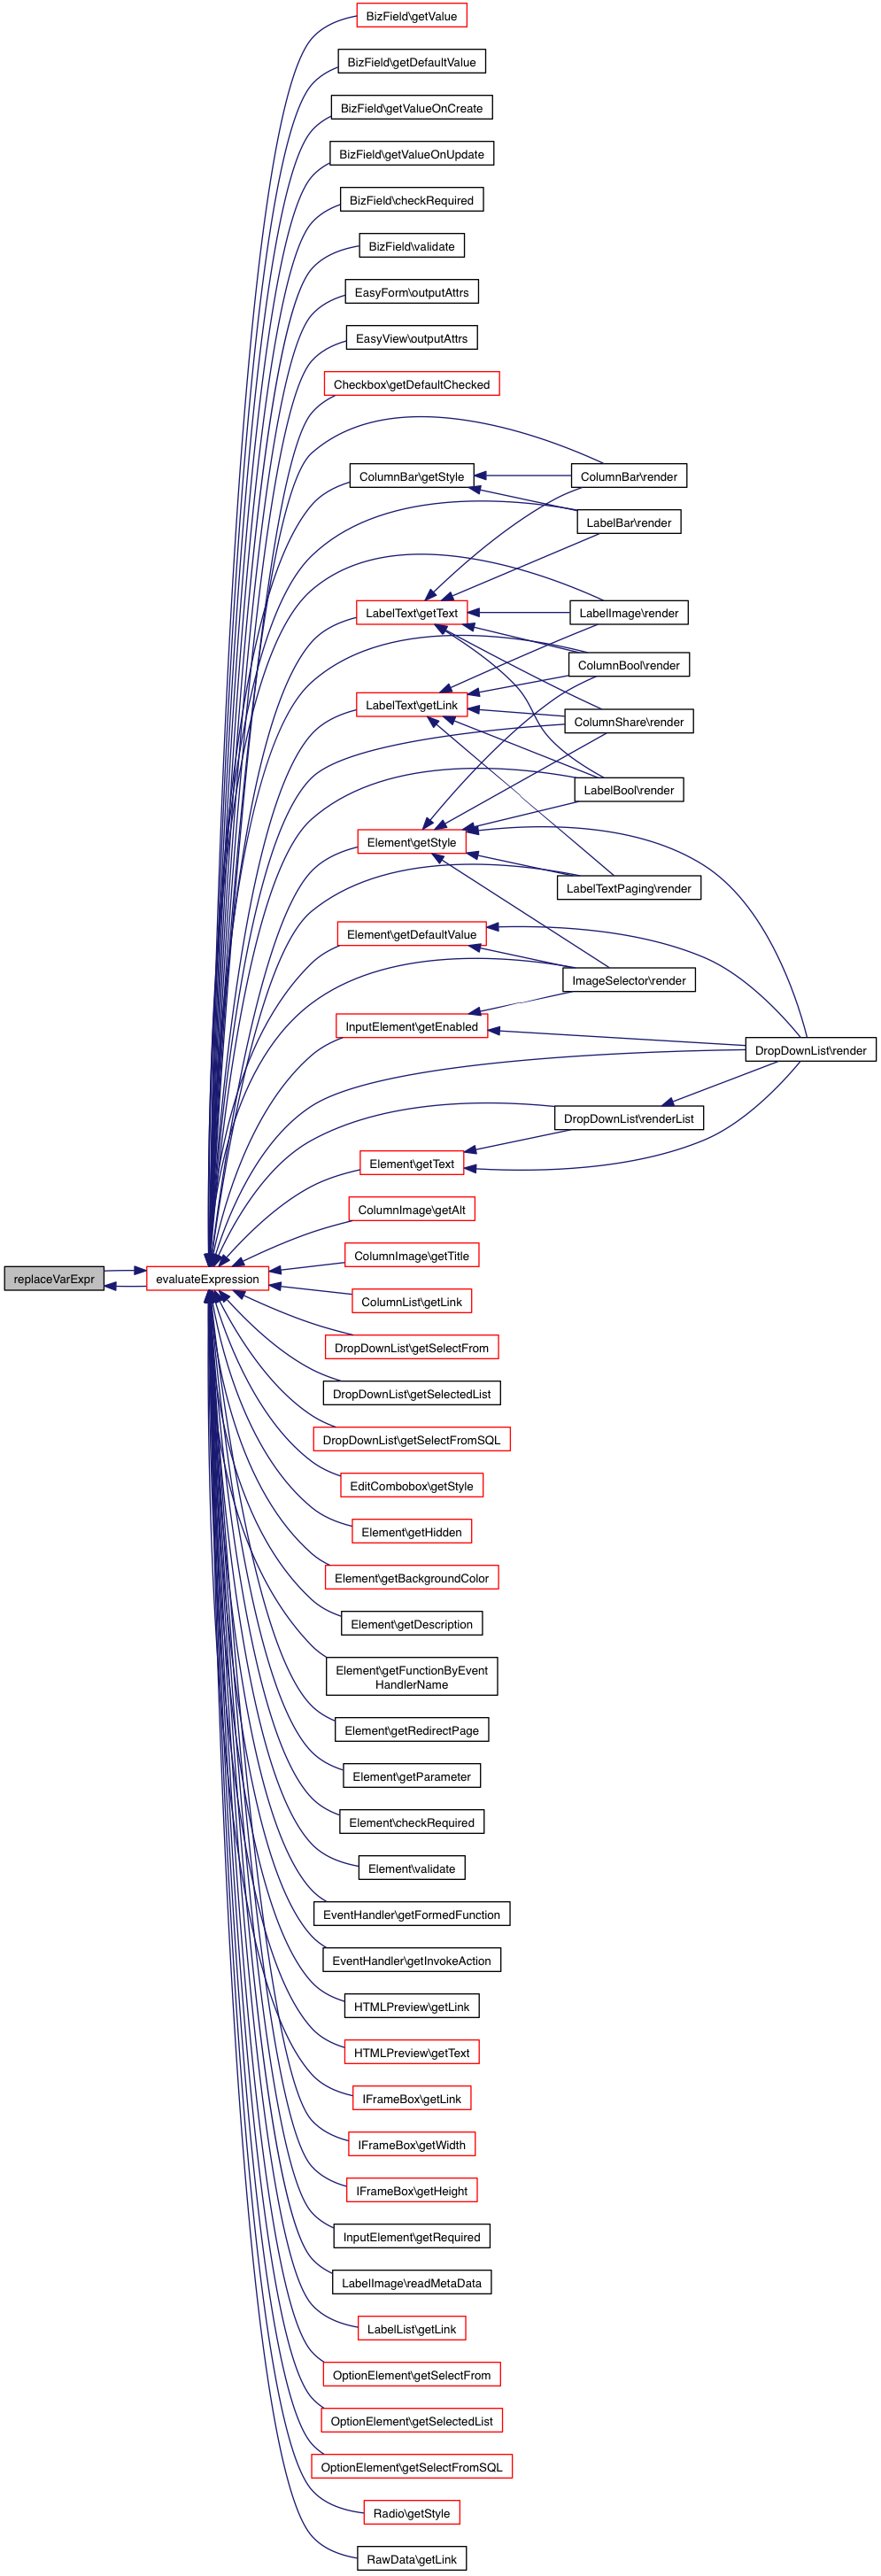 BizField\getValue
BizField\getDefaultValue
BizField\getValueOnCreate
BizField\getValueOnUpdate
BizField\checkRequired
BizField\validate
EasyForm\outputAttrs
EasyView\outputAttrs
Checkbox\getDefaultChecked
ColumnBar\getStyle
ColumnBar\render
LabelBar\render
LabelText\getText
LabelImage\render
ColumnBool\render
LabelText\getLink
ColumnShare\render
LabelBool\render
Element\getStyle
LabelTextPaging\render
Element\getDefaultValue
ImageSelector\render
InputElement\getEnabled
DropDownList\render
DropDownList\renderList
Element\getText
ColumnImage\getAlt
ColumnImage\getTitle
replaceVarExpr
evaluateExpression
ColumnList\getLink
DropDownList\getSelectFrom
DropDownList\getSelectedList
DropDownList\getSelectFromSQL
EditCombobox\getStyle
Element\getHidden
Element\getBackgroundColor
Element\getDescription
Element\getFunctionByEvent
HandlerName
Element\getRedirectPage
Element\getParameter
Element\checkRequired
Element\validate
EventHandler\getFormedFunction
EventHandler\getInvokeAction
HTMLPreview\getLink
HTMLPreview\getText
IFrameBox\getLink
IFrameBox\getWidth
IFrameBox\getHeight
InputElement\getRequired
LabelImage\readMetaData
LabelList\getLink
OptionElement\getSelectFrom
OptionElement\getSelectedList
OptionElement\getSelectFromSQL
Radio\getStyle
RawData\getLink